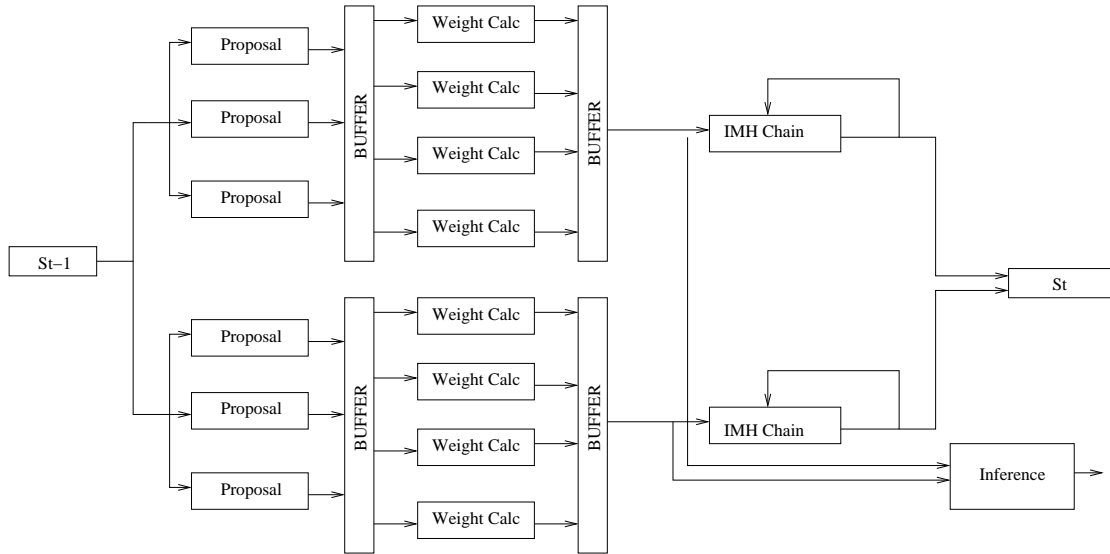 St−1
Proposal
Proposal
Proposal
BUFFER
Weight Calc
Weight Calc
Weight Calc
Weight Calc
BUFFER
IMH Chain
Proposal
Proposal
Proposal
BUFFER
Weight Calc
Weight Calc
Weight Calc
Weight Calc
BUFFER
IMH Chain
St
Inference